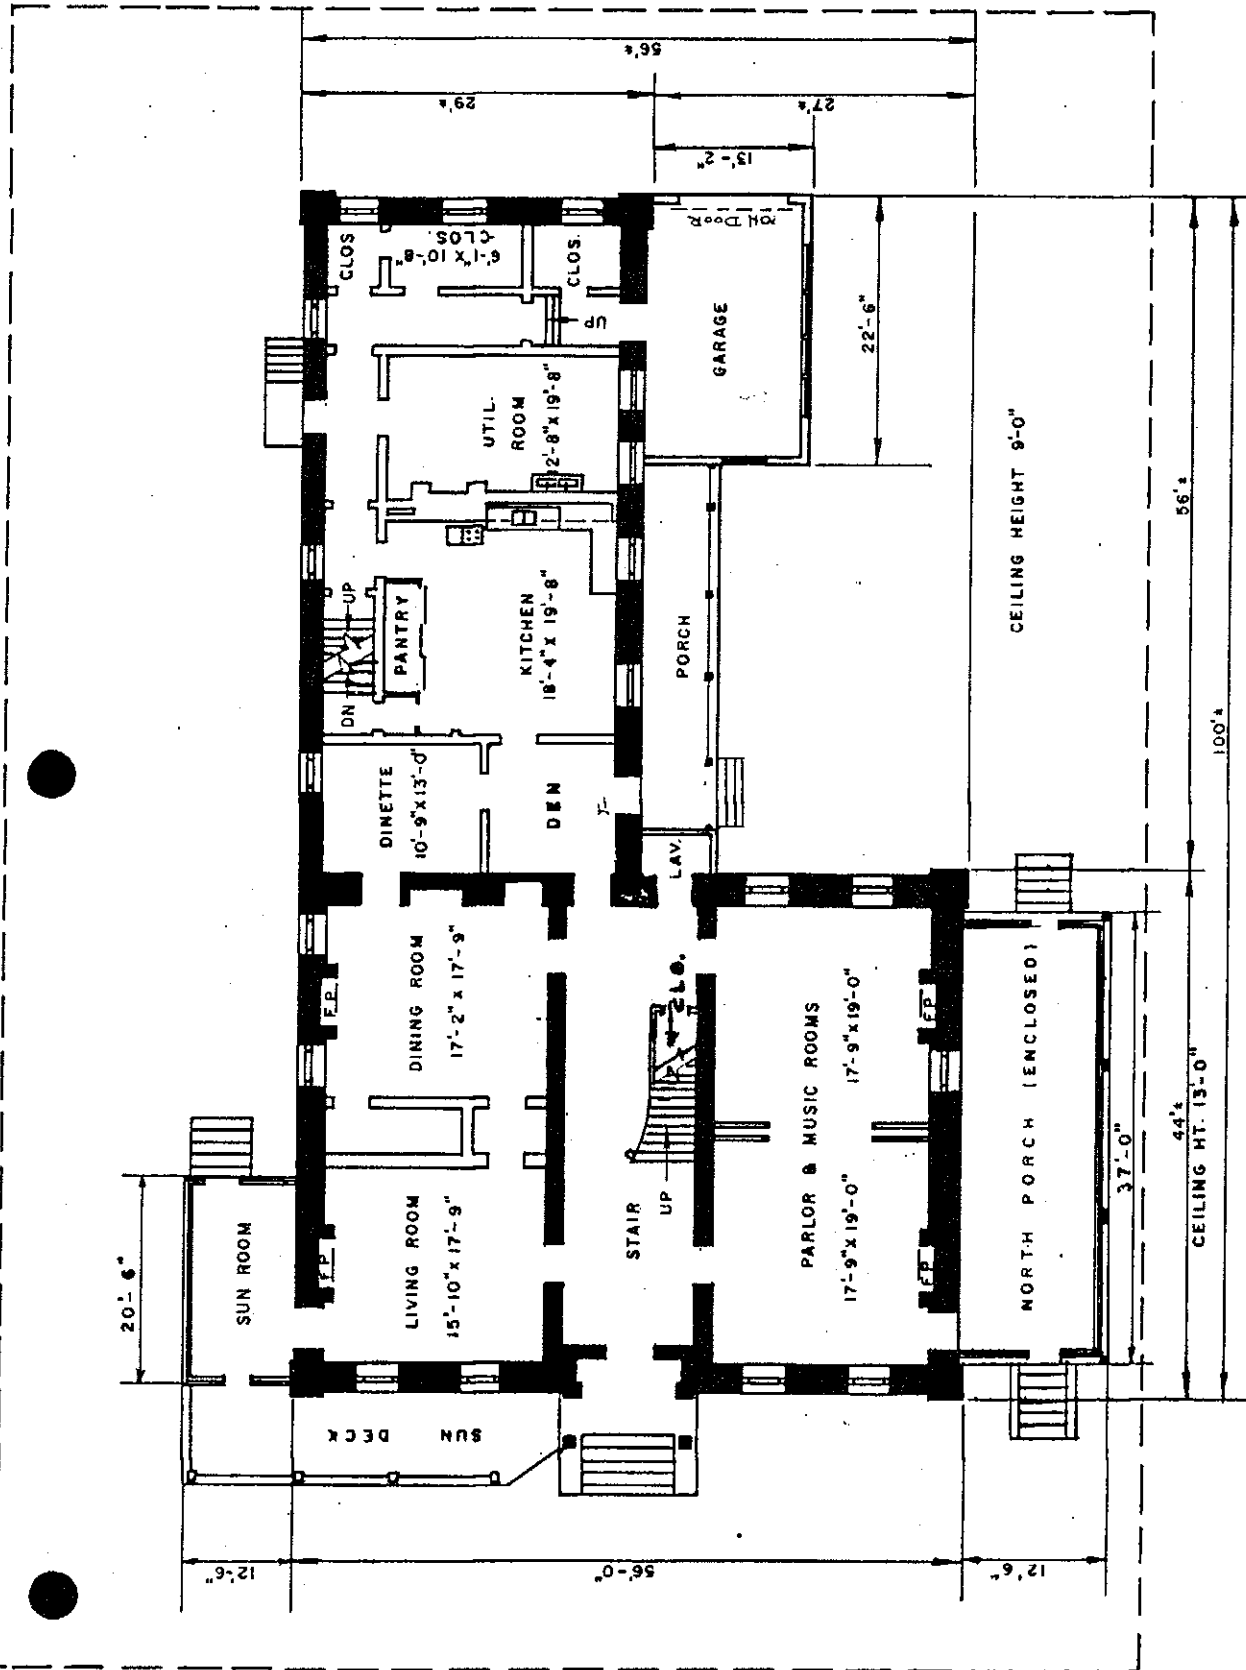 56'±
29'±
27'±
13'-2"
CLOS
CLOS.
6'-1" X 10'-8"
CLOS.
UP
OH DOOR
GARAGE
22'-6"
UTIL.
ROOM
12'-8" X 19'-8"
UP
DN
PANTRY
KITCHEN
18'-4" X 19'-8"
PORCH
CEILING HEIGHT 9'-0"
56'±
100'±
DINETTE
10'-9" X 13'-0"
DEN
LAV.
F.P.
DINING ROOM
17'-2" X 17'-9"
UP
STAIR
PARLOR & MUSIC ROOMS
17'-9" X 19'-0"
17'-9" X 19'-0"
F.P.
F.P.
NORTH PORCH (ENCLOSED)
37'-0"
44'±
CEILING HT. 13'-0"
20'-6"
SUN ROOM
F.P.
LIVING ROOM
15'-10" X 17'-9"
SUN DECK
12'-6"
56'-0"
12'6"